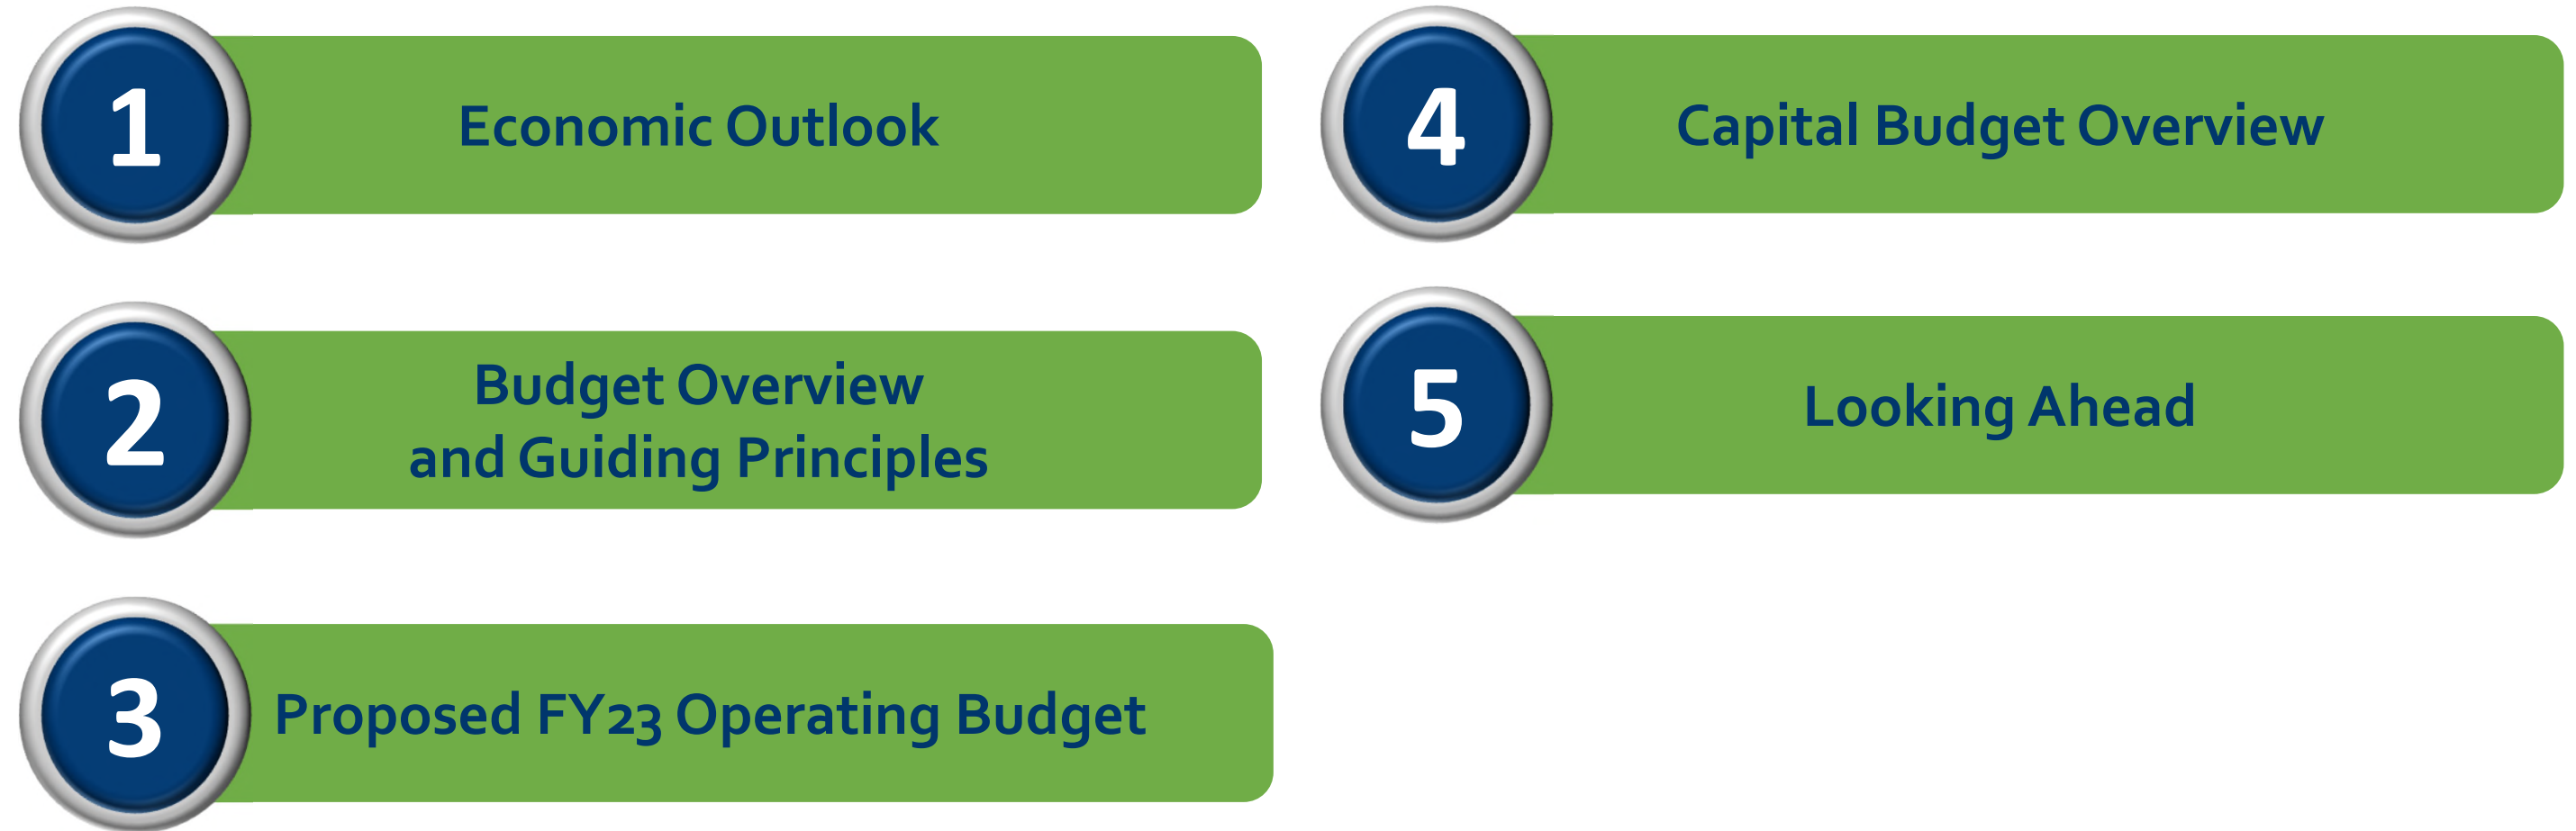 1
Economic Outlook
2
Budget Overview
and Guiding Principles
3
Proposed FY23 Operating Budget
4
Capital Budget Overview
5
Looking Ahead